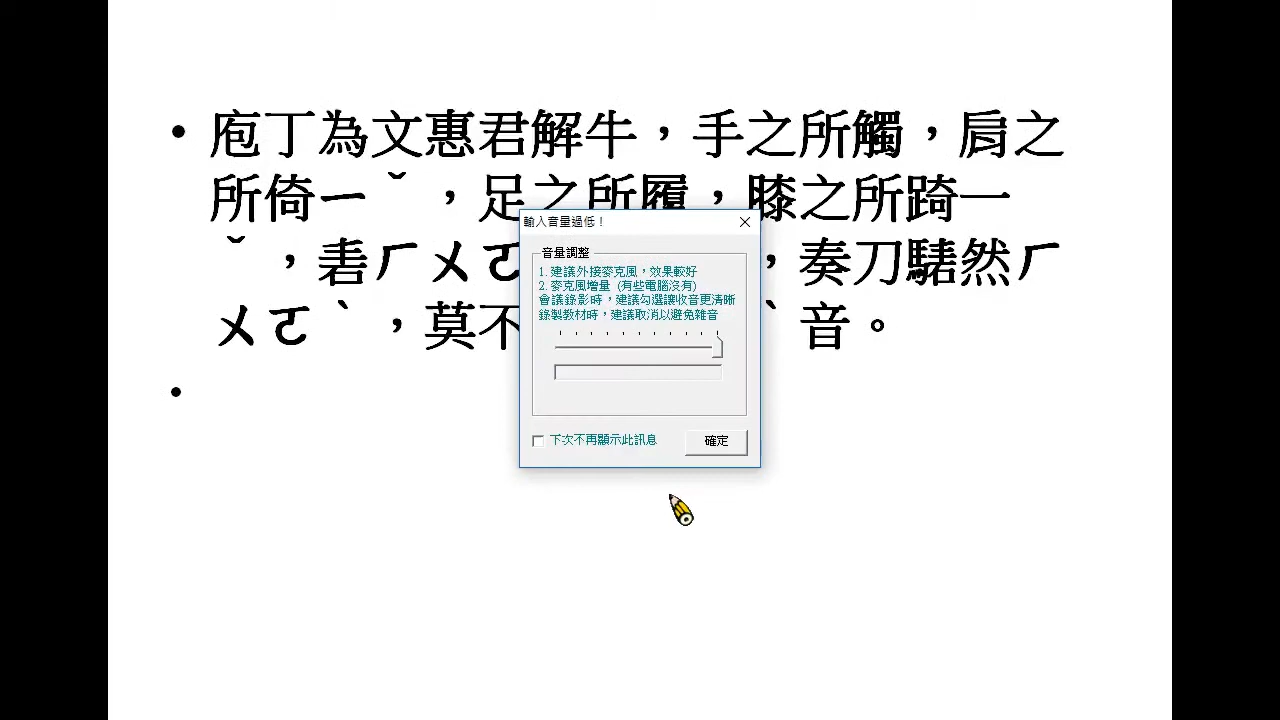 • 庖丁為文惠君解牛,手之所觸,肩之
所倚ㄧˇ,足之所履,膝之所踦ㄧ
ˇ,砉ㄏㄨㄛ,奏刀騞然ㄏ
ㄨㄛˋ,莫不ˋ音。
•
輸入音量過低!
音量調整
1. 建議外接麥克風,效果較好
2. 麥克風增量 (有些電腦沒有)
會議錄影時,建議勾選讓收音更清晰
錄製教材時,建議取消以避免雜音
下次不再顯示此訊息
確定